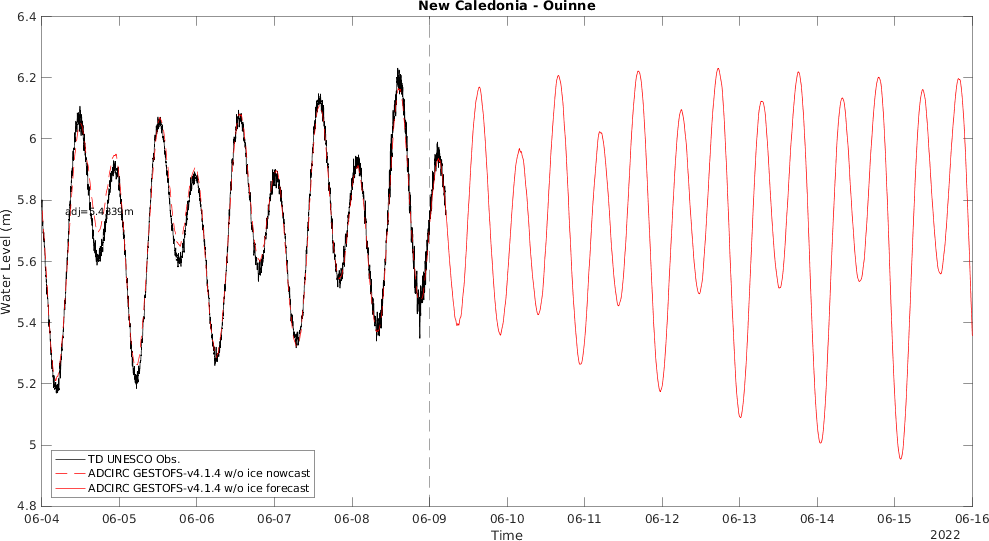 New Caledonia - Ouinne
6.4
6.2
6
5.8
5.6
5.4
5.2
5
4.8
Water Level (m)
adj=5.4839m
TD UNESCO Obs.
ADCIRC GESTOFS-v4.1.4 w/o ice nowcast
ADCIRC GESTOFS-v4.1.4 w/o ice forecast
06-04 06-05 06-06 06-07 06-08 06-09 06-10 06-11 06-12 06-13 06-14 06-15 06-16
Time
2022